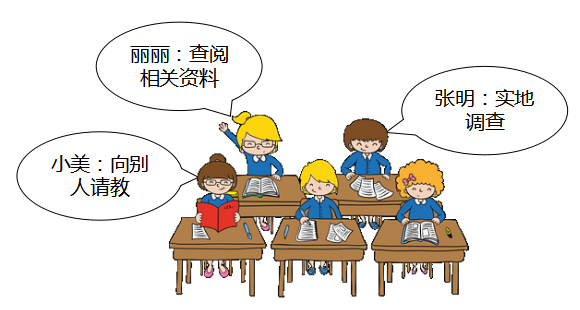 丽丽：查阅
相关资料
张明：实地
调查
小美：向别
人请教